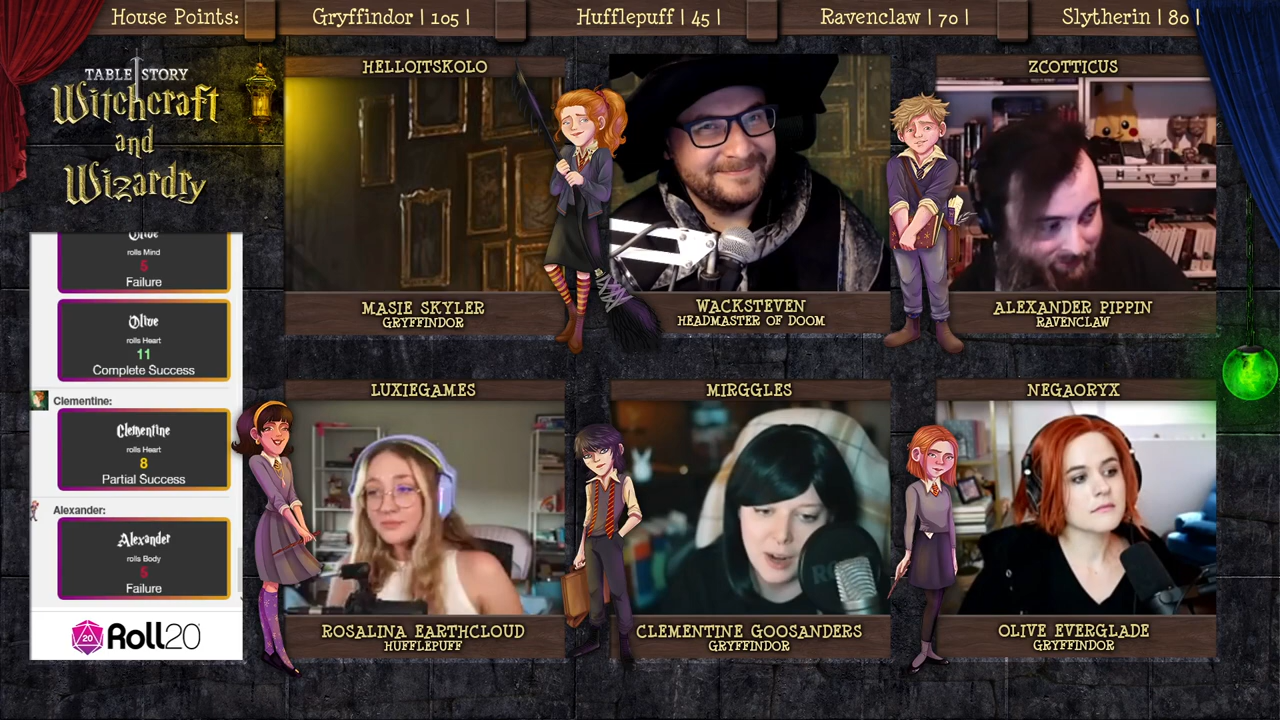 House Points:
Gryffindor | 105 |
Hufflepuff | 45 |
Ravenclaw | 70 |
Slytherin | 80 |
TABLE STORY
Witchcraft
and
Wizardry
Olive
rolls Mind
5
Failure
Olive
rolls Heart
11
Complete Success
Clementine:
Clementine
rolls Heart
8
Partial Success
Alexander:
Alexander
rolls Body
5
Failure
20
Roll20
HELLOITSKOLO
MASIE SKYLER
GRYFFINDOR
WACKSTEVEN
HEADMASTER OF DOOM
ZCOTTICUS
ALEXANDER PIPPIN
RAVENCLAW
LUXIEGAMES
ROSALINA EARTHCLOUD
HUFFLEPUFF
MIRGGLES
CLEMENTINE GOOSANDERS
GRYFFINDOR
NEGAORYX
OLIVE EVERGLADE
GRYFFINDOR